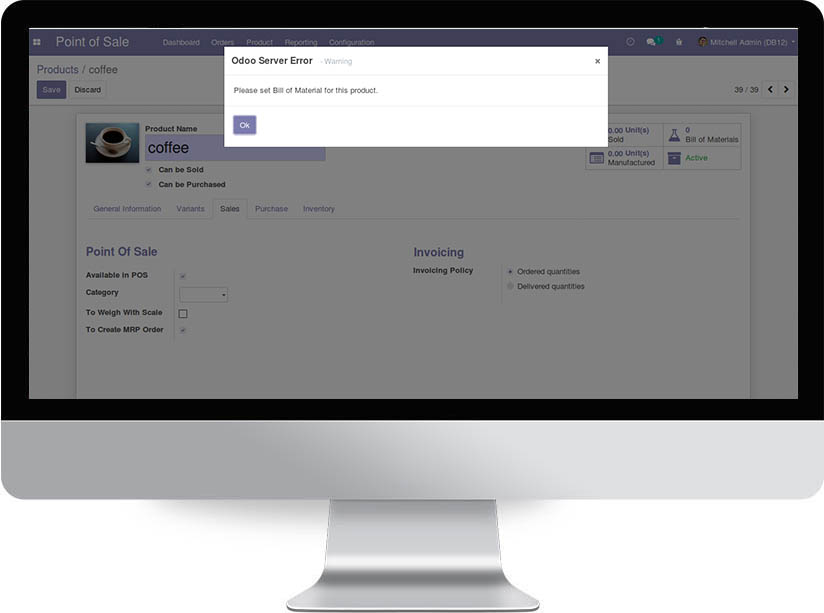 Point of Sale Dashboard Orders Product Reporting Configuration 1 Mitchell Admin (DB12)
Products / coffee
Save Discard 39 / 39
Odoo Server Error - Warning ×
Please set Bill of Material for this product.
Ok
Product Name
coffee
Can be Sold
Can be Purchased
0.00 Unit(s)
Sold
0
Bill of Materials
0.00 Unit(s)
Manufactured
Active
General Information Variants Sales Purchase Inventory
Point Of Sale
Available in POS
Category
To Weigh With Scale
To Create MRP Order
Invoicing
Invoicing Policy
Ordered quantities
Delivered quantities